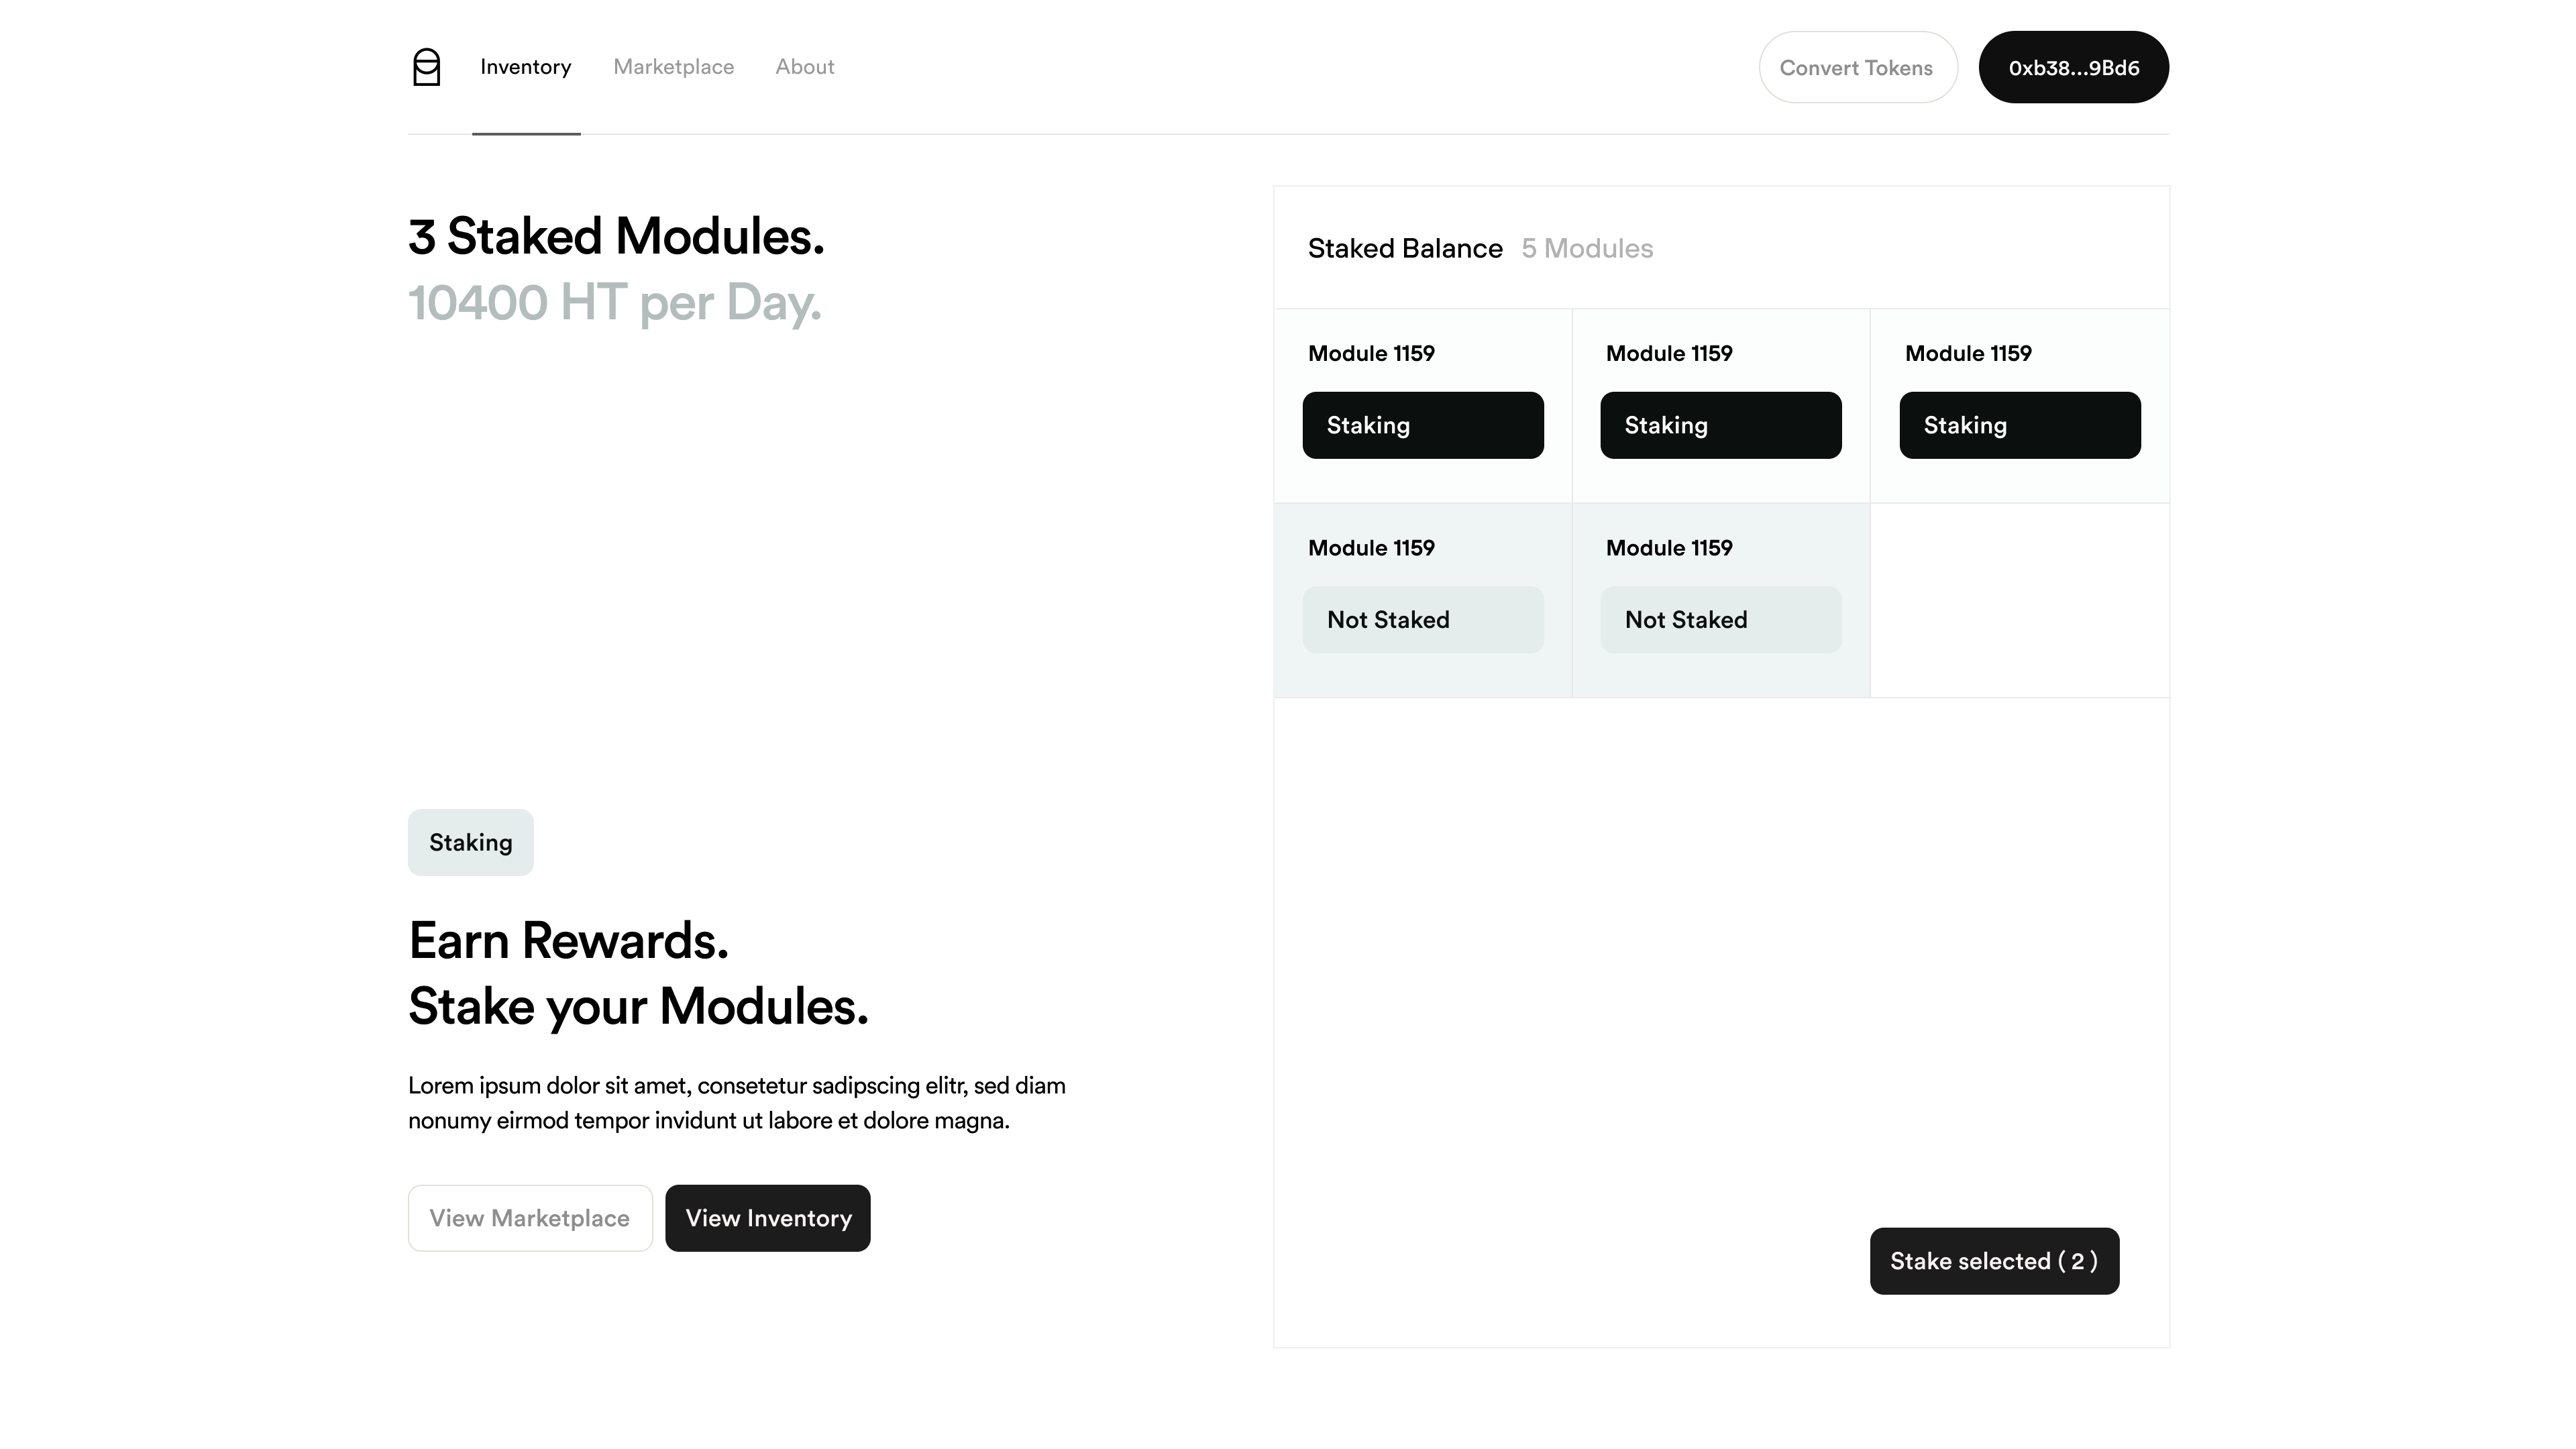 Inventory
Marketplace
About
Convert Tokens
0xb38...9Bd6
3 Staked Modules.
10400 HT per Day.
Staked Balance 5 Modules
Module 1159
Module 1159
Module 1159
Staking
Staking
Staking
Module 1159
Module 1159
Not Staked
Not Staked
Staking
Earn Rewards.
Stake your Modules.
Lorem ipsum dolor sit amet, consetetur sadipscing elitr, sed diam
nonumy eirmod tempor invidunt ut labore et dolore magna.
View Marketplace
View Inventory
Stake selected ( 2 )